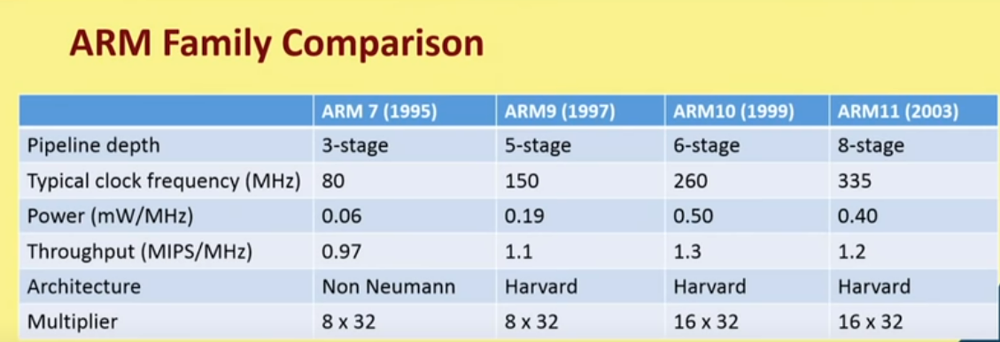 ARM Family Comparison
ARM 7 (1995) ARM9 (1997) ARM10 (1999) ARM11 (2003)
Pipeline depth 3-stage 5-stage 6-stage 8-stage
Typical clock frequency (MHz) 80 150 260 335
Power (mW/MHz) 0.06 0.19 0.50 0.40
Throughput (MIPS/MHz) 0.97 1.1 1.3 1.2
Architecture Non Neumann Harvard Harvard Harvard
Multiplier 8 x 32 8 x 32 16 x 32 16 x 32